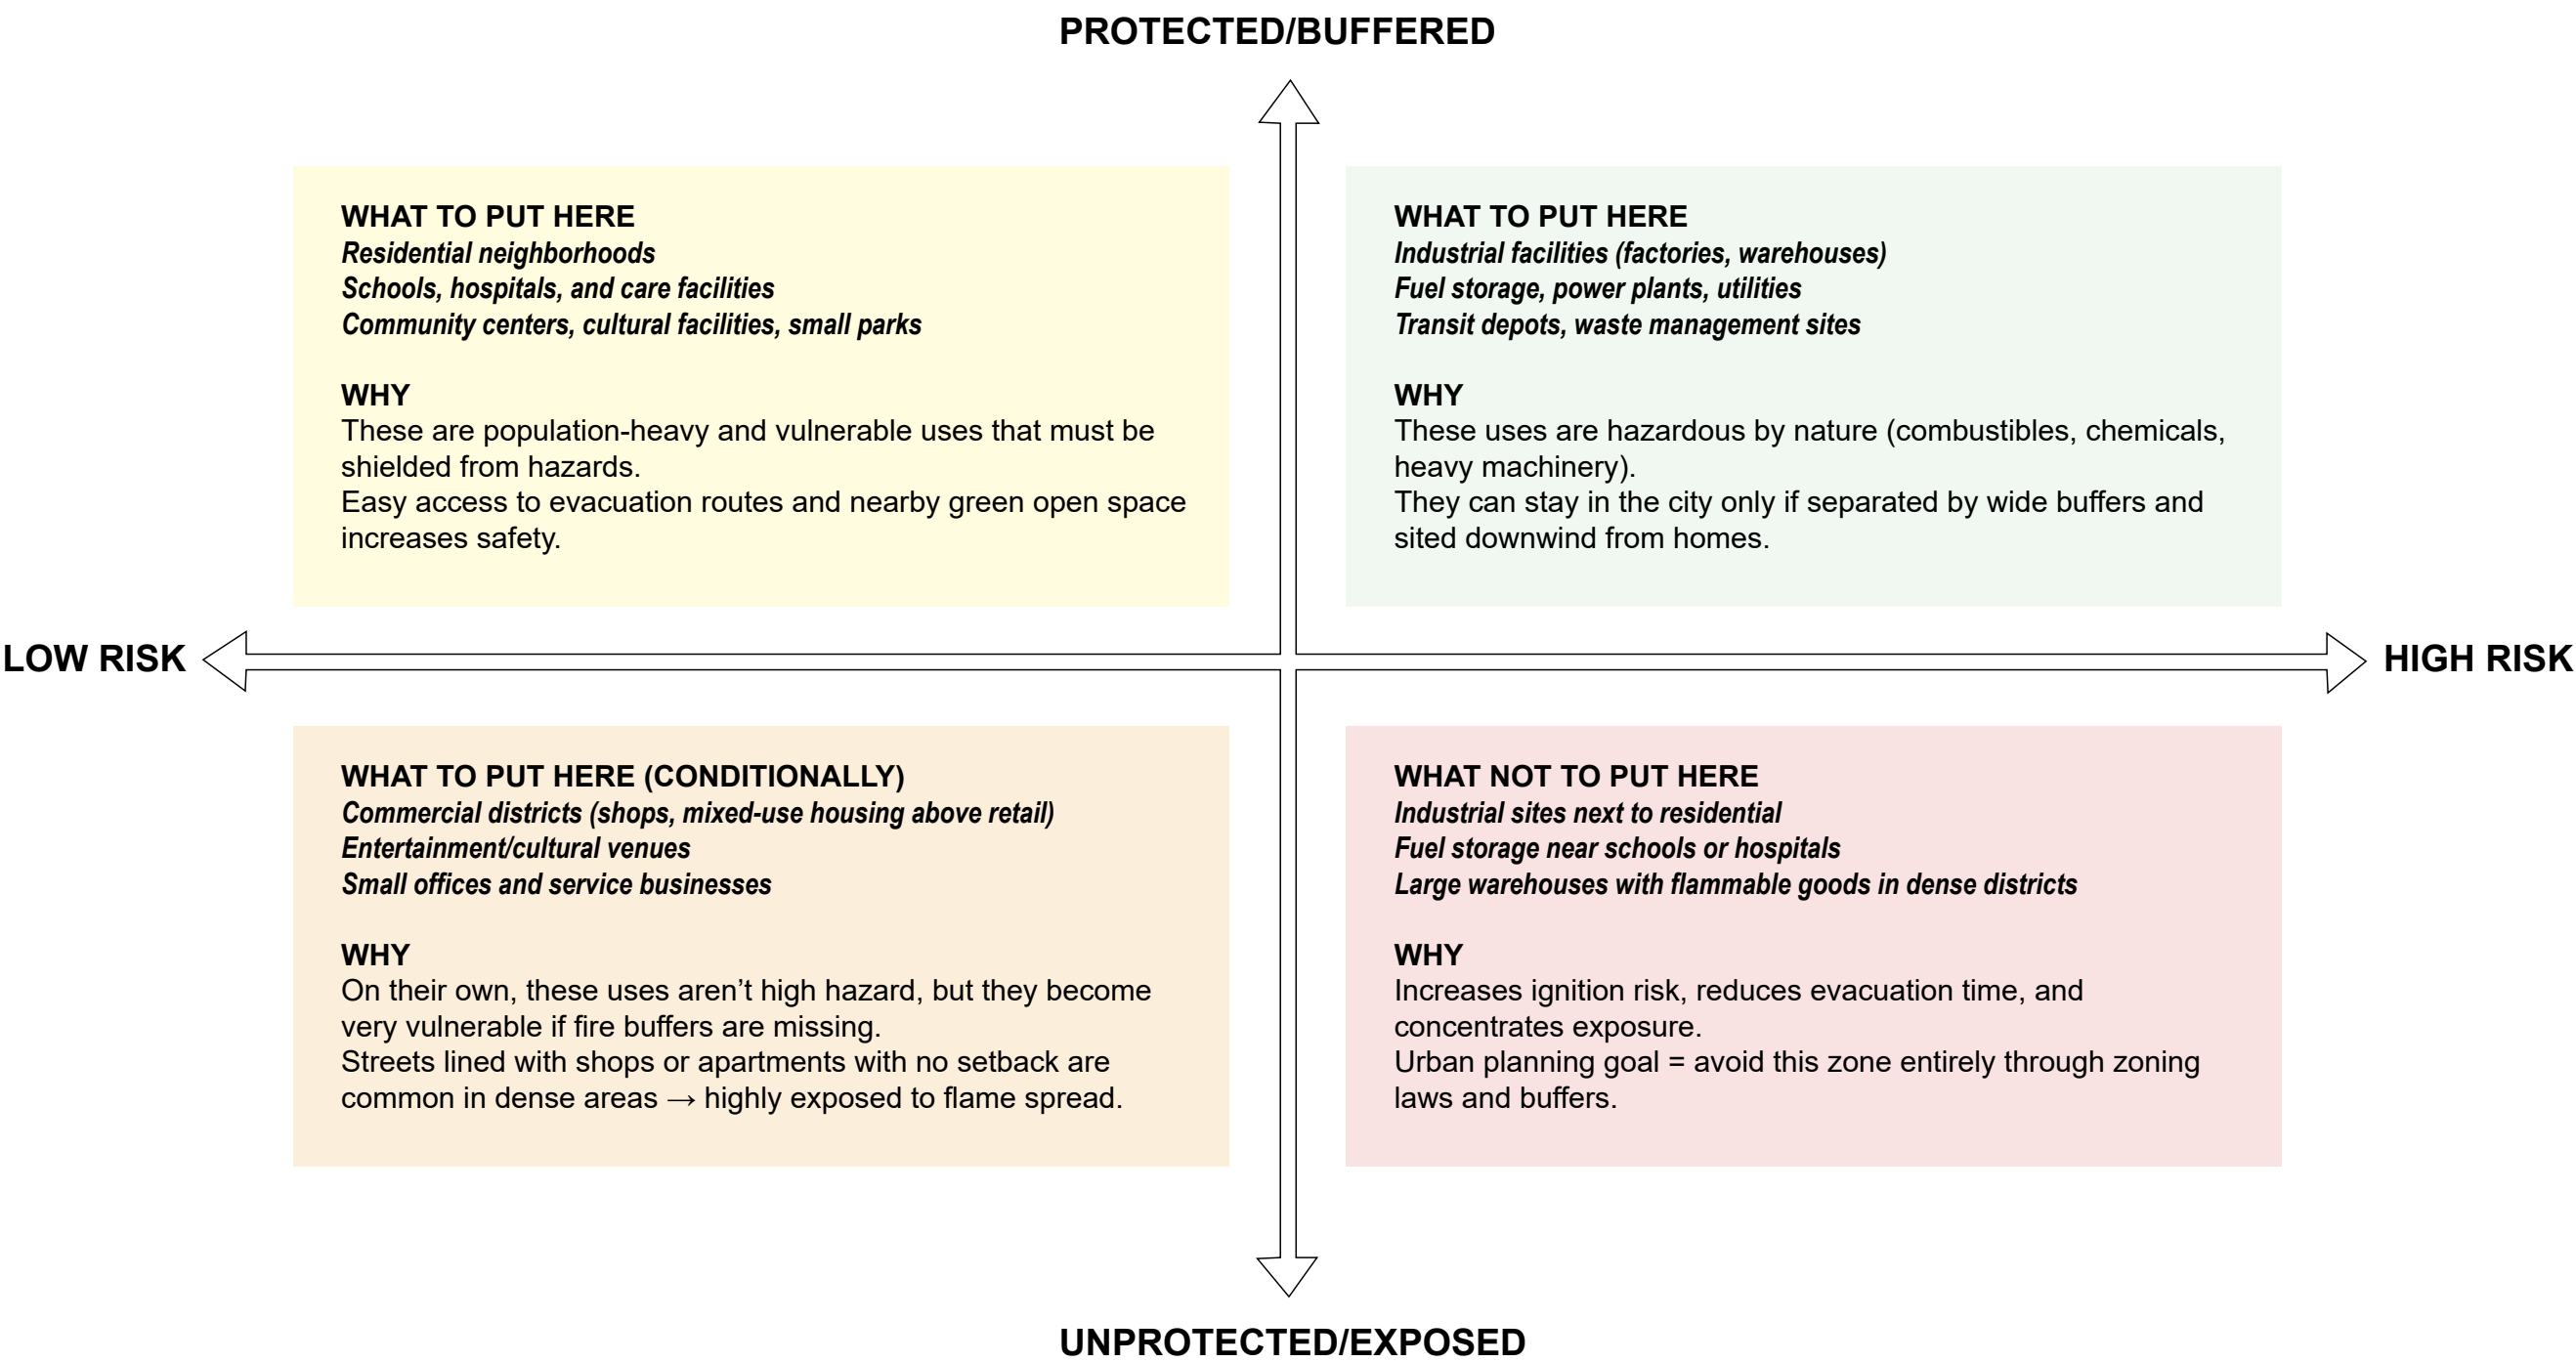 PROTECTED/BUFFERED
WHAT TO PUT HERE
Residential neighborhoods
Schools, hospitals, and care facilities
Community centers, cultural facilities, small parks
WHY
These are population-heavy and vulnerable uses that must be
shielded from hazards.
Easy access to evacuation routes and nearby green open space
increases safety.
WHAT TO PUT HERE
Industrial facilities (factories, warehouses)
Fuel storage, power plants, utilities
Transit depots, waste management sites
WHY
These uses are hazardous by nature (combustibles, chemicals,
heavy machinery).
They can stay in the city only if separated by wide buffers and
sited downwind from homes.
LOW RISK
HIGH RISK
WHAT TO PUT HERE (CONDITIONALLY)
Commercial districts (shops, mixed-use housing above retail)
Entertainment/cultural venues
Small offices and service businesses
WHY
On their own, these uses aren’t high hazard, but they become
very vulnerable if fire buffers are missing.
Streets lined with shops or apartments with no setback are
common in dense areas → highly exposed to flame spread.
WHAT NOT TO PUT HERE
Industrial sites next to residential
Fuel storage near schools or hospitals
Large warehouses with flammable goods in dense districts
WHY
Increases ignition risk, reduces evacuation time, and
concentrates exposure.
Urban planning goal = avoid this zone entirely through zoning
laws and buffers.
UNPROTECTED/EXPOSED